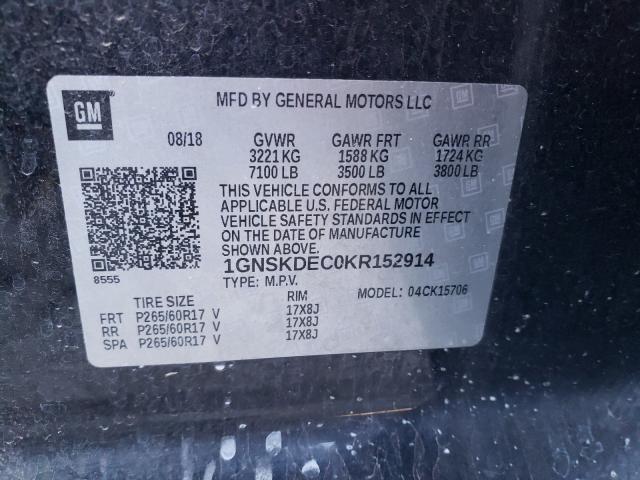 GM
MFD BY GENERAL MOTORS LLC
08/18 GVWR GAWR FRT GAWR RR
3221 KG 1588 KG 1724 KG
7100 LB 3500 LB 3800 LB
THIS VEHICLE CONFORMS TO ALL
APPLICABLE U.S. FEDERAL MOTOR
VEHICLE SAFETY STANDARDS IN EFFECT
ON THE DATE OF MANUFACTURE
SHOWN ABOVE.
8555
1GNSKDEC0KR152914
TYPE: M.P.V. MODEL: 04CK15706
TIRE SIZE RIM
FRT P265/60R17 V 17X8J
RR P265/60R17 V 17X8J
SPA P265/60R17 V 17X8J